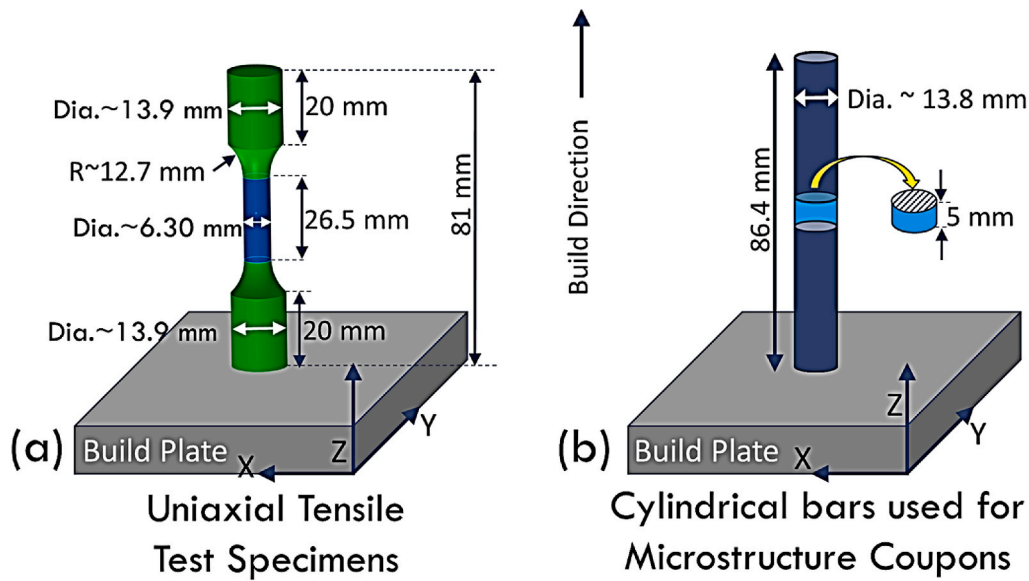 Dia.~13.9 mm
20 mm
R~12.7 mm
Dia.~6.30 mm
26.5 mm
81 mm
Dia.~13.9 mm
20 mm
Build Plate
X
Z
Y
(a)
Uniaxial Tensile
Test Specimens
Build Direction
Dia. ~ 13.8 mm
86.4 mm
5 mm
Build Plate
X
Z
Y
(b)
Cylindrical bars used for
Microstructure Coupons